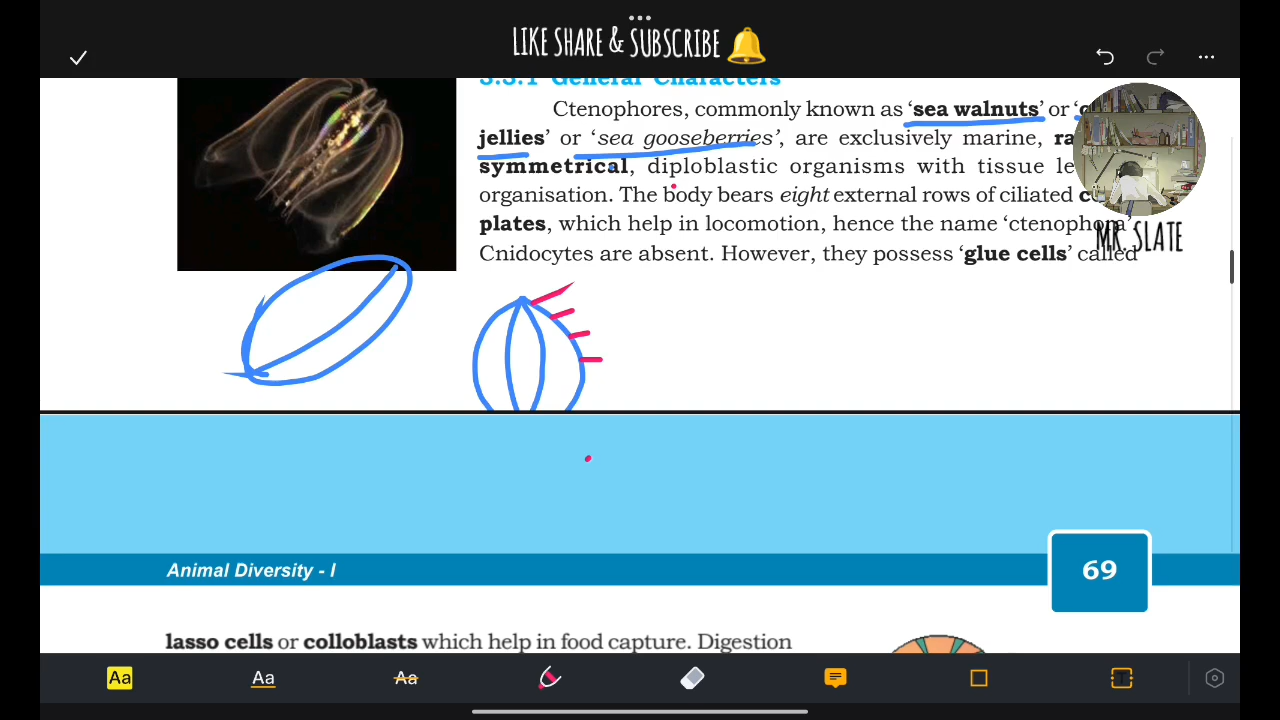 LIKE SHARE & SUBSCRIBE
3.3.1 General Characters
Ctenophores, commonly known as ‘sea walnuts’ or
jellies’ or ‘sea gooseberries’, are exclusively marine,
symmetrical, diploblastic organisms with tissue
organisation. The body bears eight external rows of ciliated
plates, which help in locomotion, hence the name ‘ctenophora’
MR. SLATE
Cnidocytes are absent. However, they possess ‘glue cells’ called
Animal Diversity - I
69
lasso cells or colloblasts which help in food capture. Digestion
Aa
Aa
Aa
T